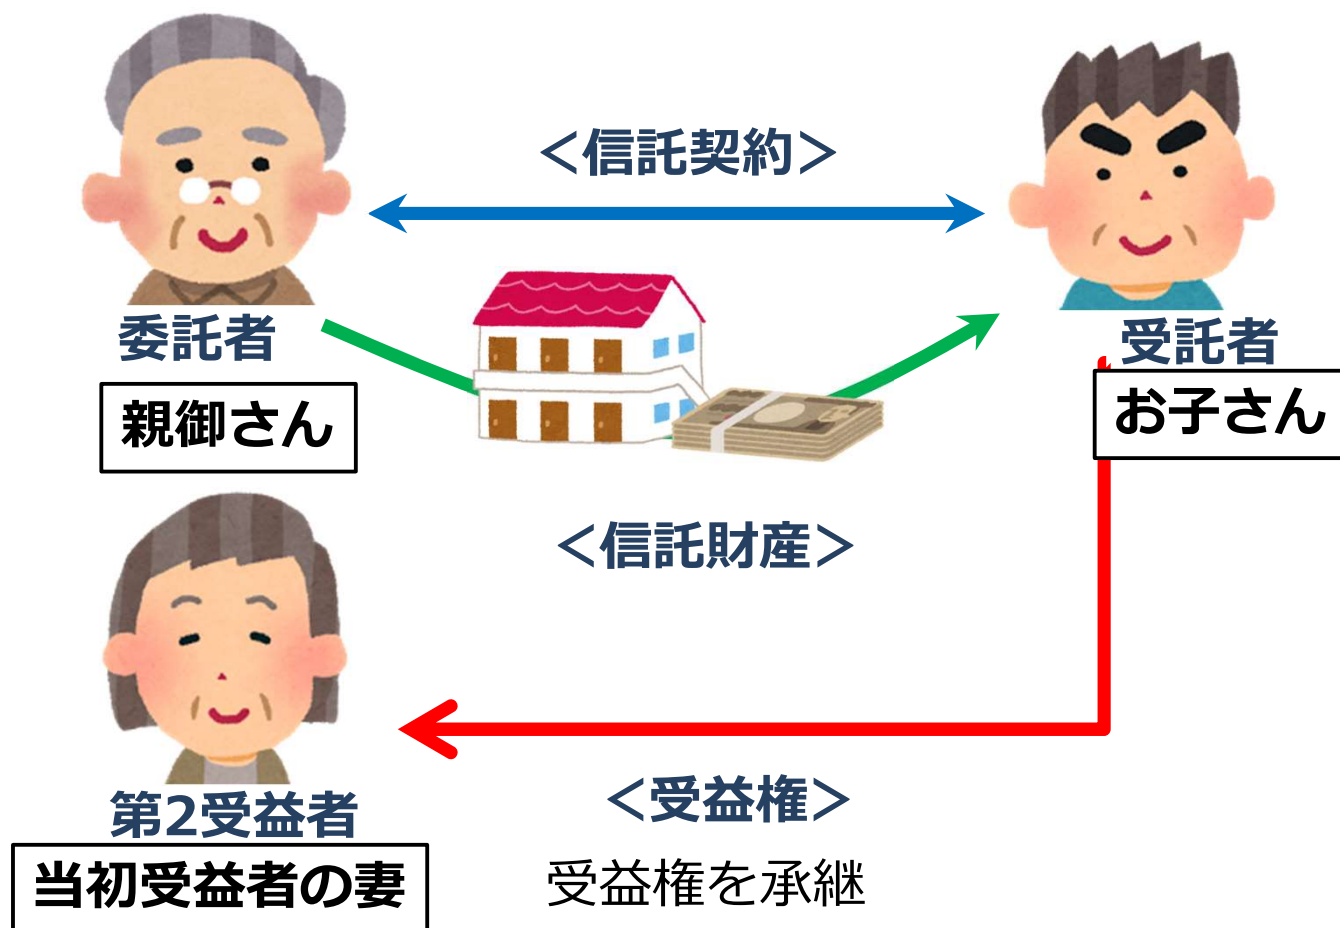 ＜信託契約＞
委託者
親御さん
受託者
お子さん
＜信託財産＞
第2受益者
当初受益者の妻
＜受益権＞
受益権を承継